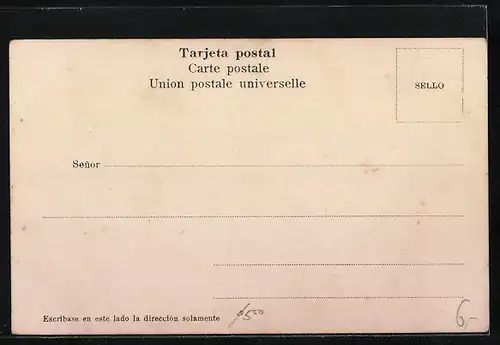 Tarjeta postal
Carte postale
Union postale universelle
SELLO
Señor
Escríbase en este lado la dirección solamente
6,-